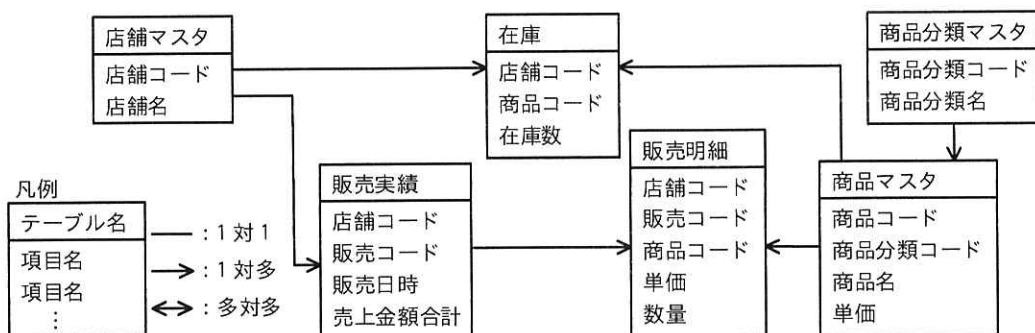 店舗マスタ
店舗コード
店舗名
在庫
店舗コード
商品コード
在庫数
商品分類マスタ
商品分類コード
商品分類名
販売実績
店舗コード
販売コード
販売日時
売上金額合計
販売明細
店舗コード
販売コード
商品コード
単価
数量
商品マスタ
商品コード
商品分類コード
商品名
単価
凡例
テーブル名
項目名
項目名
⋮
：1対1
：1対多
：多対多